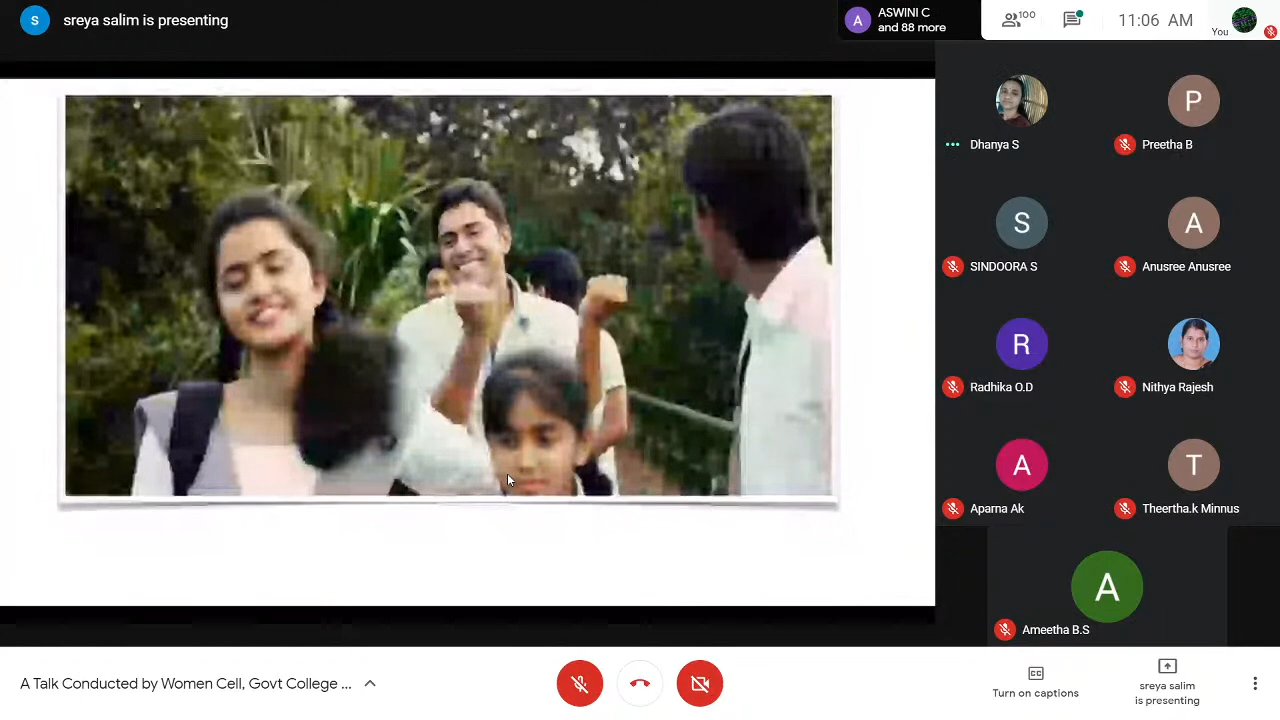 S
sreya salim is presenting
A
ASWINI C
and 88 more
100
11:06 AM
You
Dhanya S
P
Preetha B
S
SINDOORA S
A
Anusree Anusree
R
Radhika O.D
Nithya Rajesh
A
Aparna Ak
T
Theertha.k Minnus
A
Ameetha B.S
A Talk Conducted by Women Cell, Govt College ...
CC
Turn on captions
sreya salim
is presenting